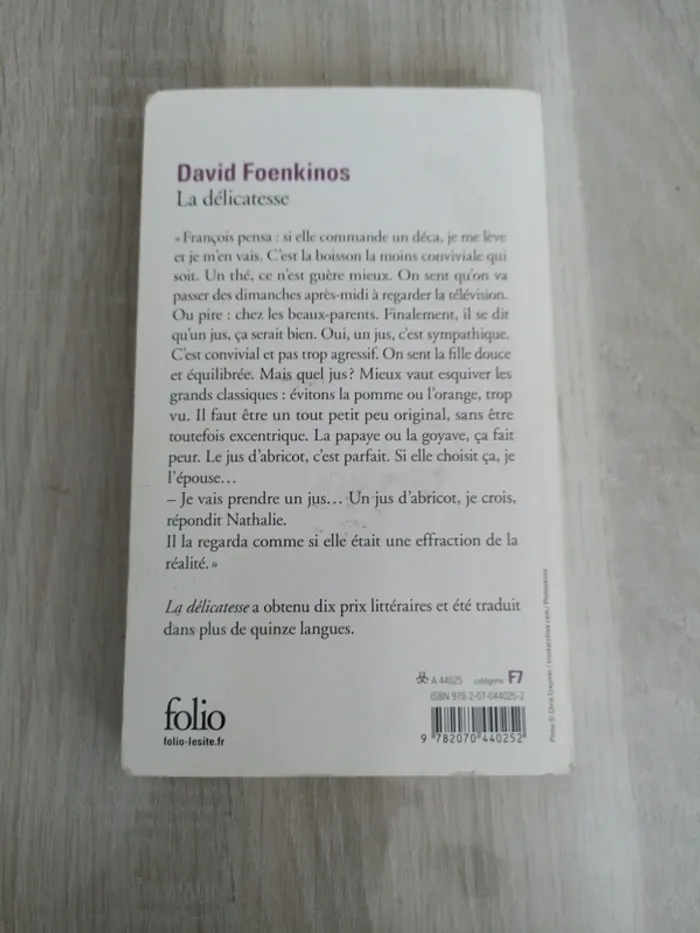 David Foenkinos
La délicatesse
« François pensa : si elle commande un déca, je me lève
et je m'en vais. C'est la boisson la moins conviviale qui
soit. Un thé, ce n'est guère mieux. On sent qu'on va
passer des dimanches après-midi à regarder la télévision.
Ou pire : chez les beaux-parents. Finalement, il se dit
qu'un jus, ça serait bien. Oui, un jus, c'est sympathique.
C'est convivial et pas trop agressif. On sent la fille douce
et équilibrée. Mais quel jus ? Mieux vaut esquiver les
grands classiques : évitons la pomme ou l'orange, trop
vu. Il faut être un tout petit peu original, sans être
toutefois excentrique. La papaye ou la goyave, ça fait
peur. Le jus d'abricot, c'est parfait. Si elle choisit ça, je
l'épouse…
– Je vais prendre un jus… Un jus d'abricot, je crois,
répondit Nathalie.
Il la regarda comme si elle était une effraction de la
réalité. »
La délicatesse a obtenu dix prix littéraires et été traduit
dans plus de quinze langues.
A 44625 catégorie F7
ISBN 978-2-07-044025-2
9 782070 440252
folio
folio-lesite.fr
Photo ©